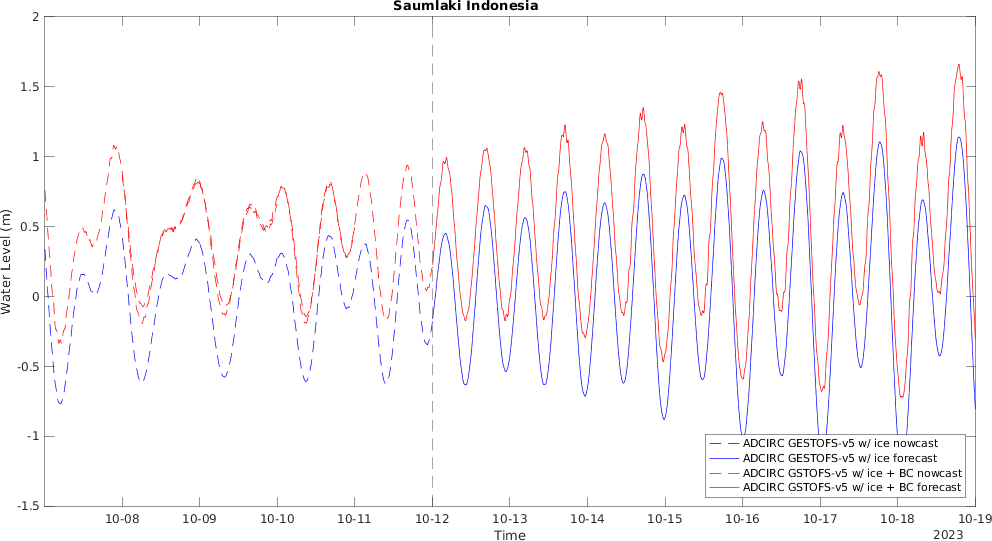 Saumlaki Indonesia
2
1.5
1
0.5
0
-0.5
-1
-1.5
Water Level (m)
ADCIRC GESTOFS-v5 w/ ice nowcast
ADCIRC GESTOFS-v5 w/ ice forecast
ADCIRC GSTOFS-v5 w/ ice + BC nowcast
ADCIRC GSTOFS-v5 w/ ice + BC forecast
10-08 10-09 10-10 10-11 10-12 10-13 10-14 10-15 10-16 10-17 10-18 10-19
Time
2023